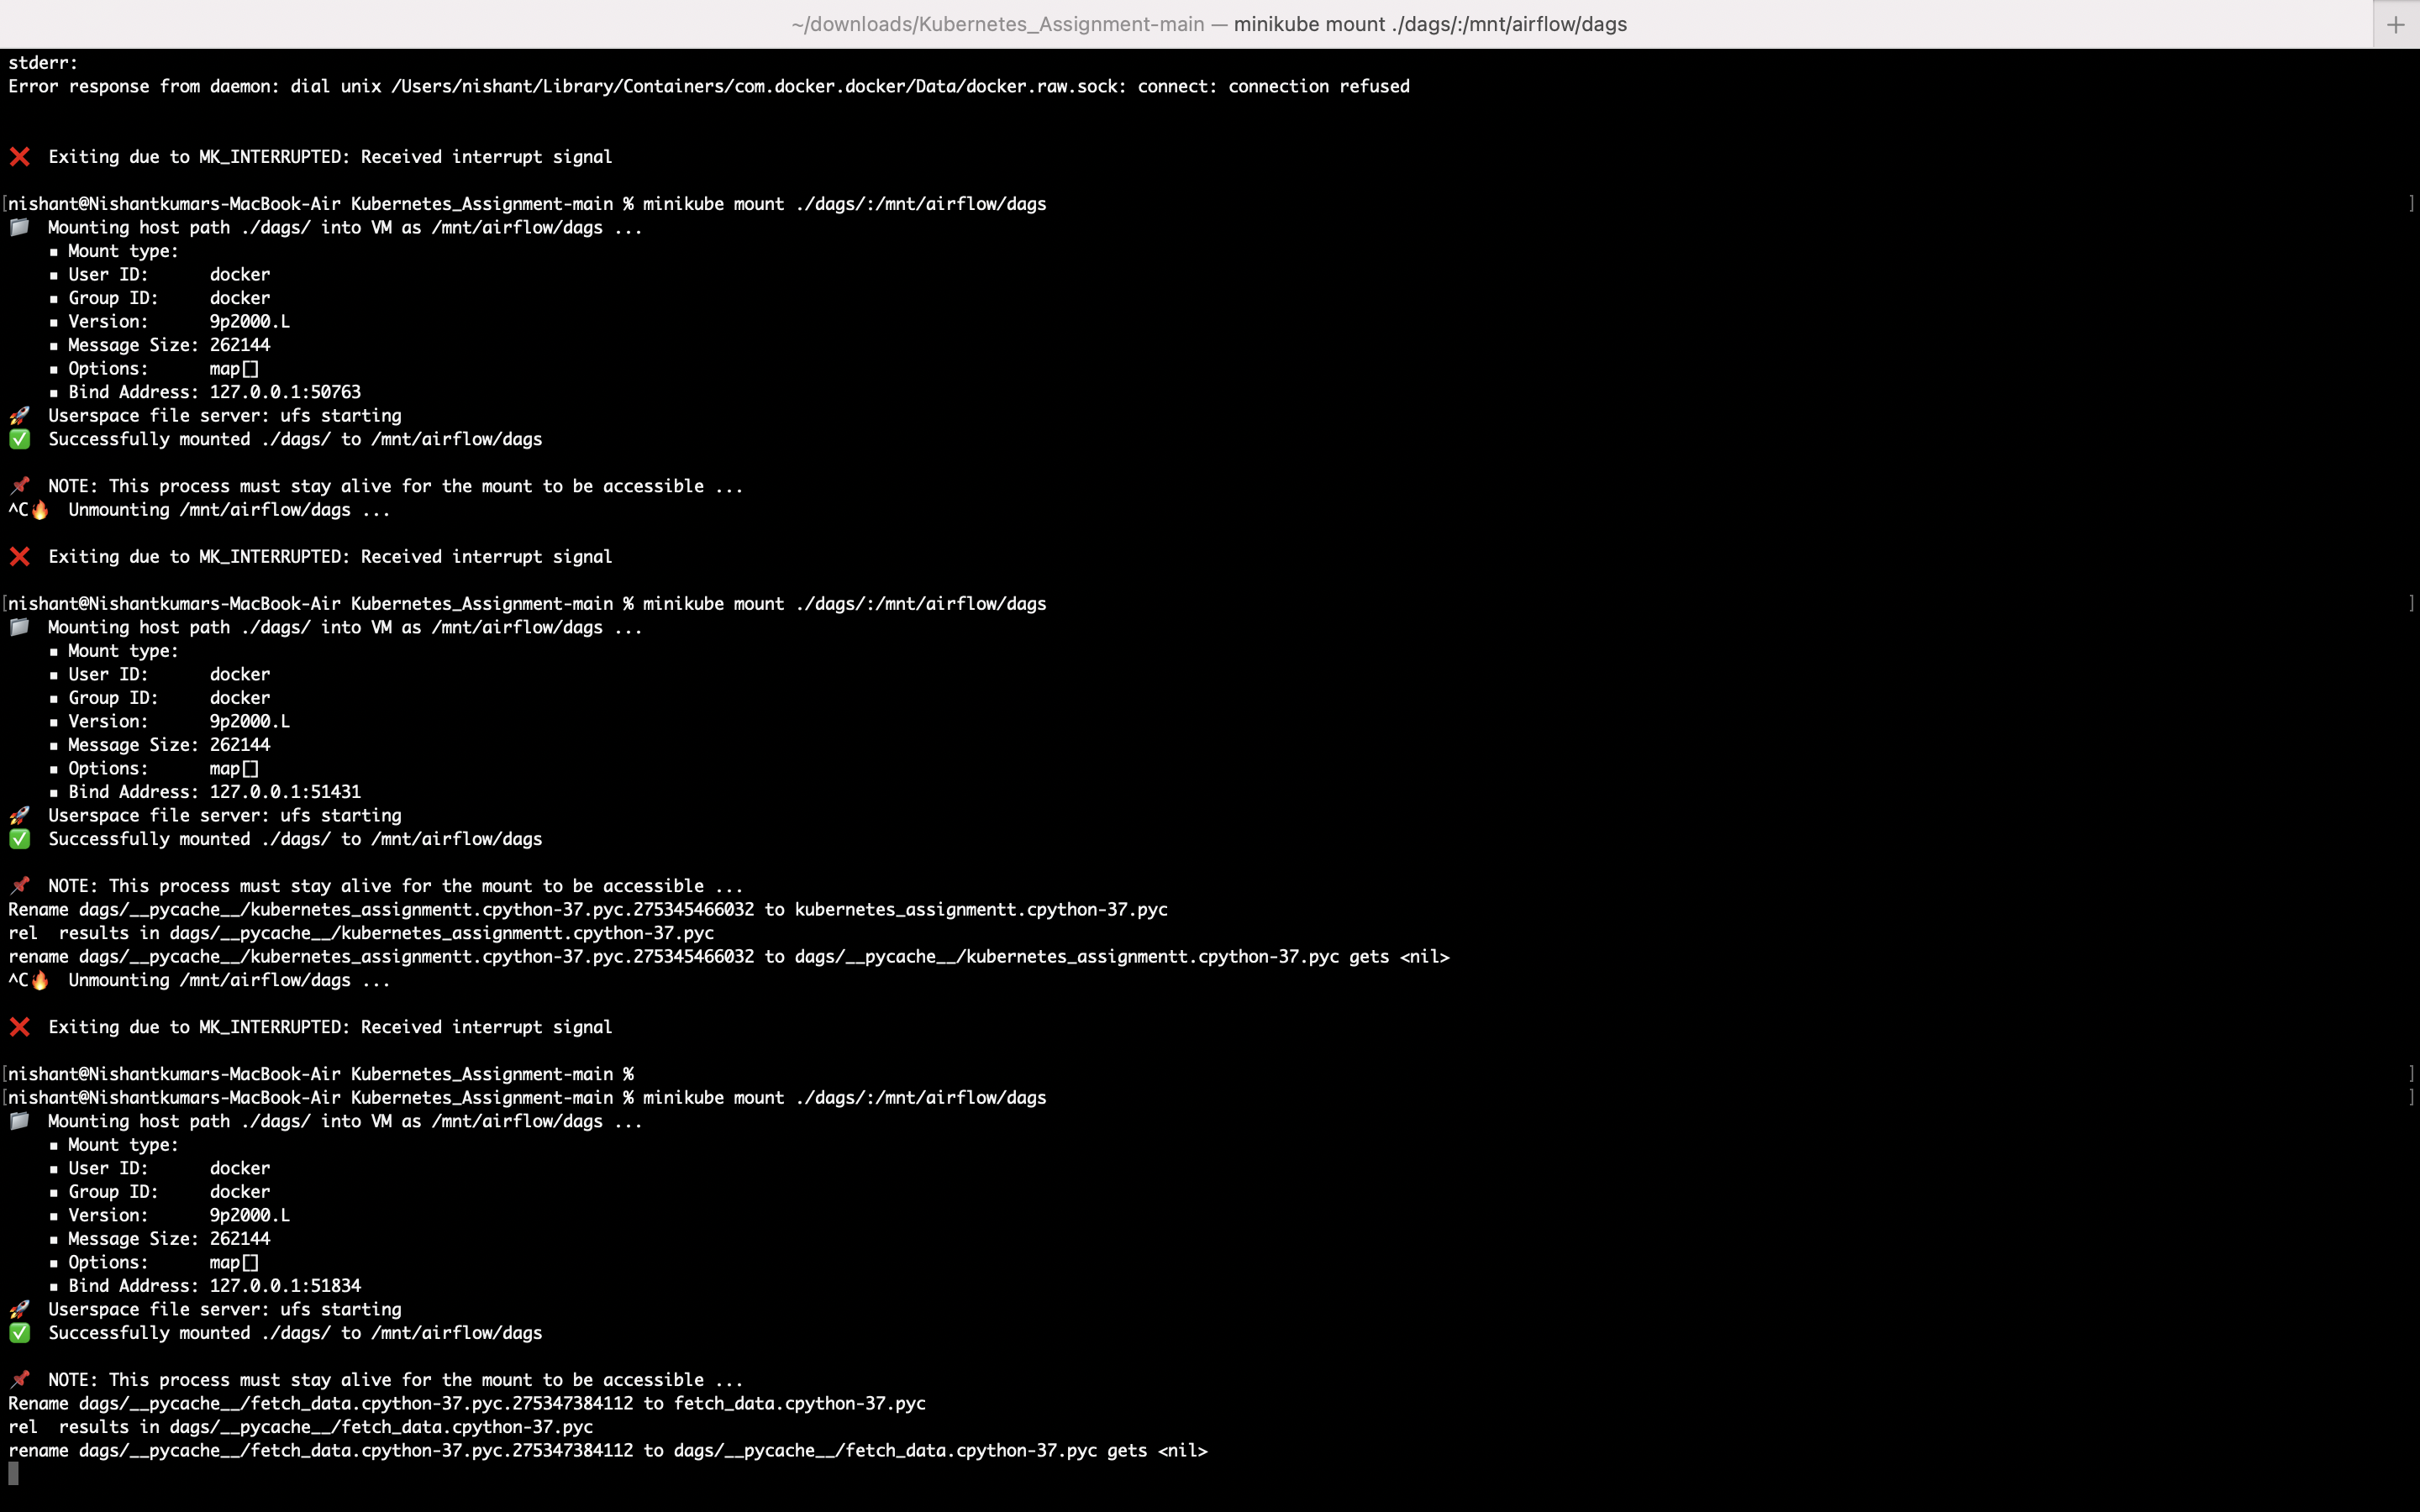 ~/downloads/Kubernetes_Assignment-main — minikube mount ./dags/:/mnt/airflow/dags
stderr:
Error response from daemon: dial unix /Users/nishant/Library/Containers/com.docker.docker/Data/docker.raw.sock: connect: connection refused
❌  Exiting due to MK_INTERRUPTED: Received interrupt signal
[nishant@Nishantkumars-MacBook-Air Kubernetes_Assignment-main % minikube mount ./dags/:/mnt/airflow/dags ]
📁  Mounting host path ./dags/ into VM as /mnt/airflow/dags ...
▪ Mount type:
▪ User ID:      docker
▪ Group ID:     docker
▪ Version:      9p2000.L
▪ Message Size: 262144
▪ Options:      map[]
▪ Bind Address: 127.0.0.1:50763
🚀  Userspace file server: ufs starting
✅  Successfully mounted ./dags/ to /mnt/airflow/dags
📌  NOTE: This process must stay alive for the mount to be accessible ...
^C🔥  Unmounting /mnt/airflow/dags ...
❌  Exiting due to MK_INTERRUPTED: Received interrupt signal
[nishant@Nishantkumars-MacBook-Air Kubernetes_Assignment-main % minikube mount ./dags/:/mnt/airflow/dags ]
📁  Mounting host path ./dags/ into VM as /mnt/airflow/dags ...
▪ Mount type:
▪ User ID:      docker
▪ Group ID:     docker
▪ Version:      9p2000.L
▪ Message Size: 262144
▪ Options:      map[]
▪ Bind Address: 127.0.0.1:51431
🚀  Userspace file server: ufs starting
✅  Successfully mounted ./dags/ to /mnt/airflow/dags
📌  NOTE: This process must stay alive for the mount to be accessible ...
Rename dags/__pycache__/kubernetes_assignmentt.cpython-37.pyc.275345466032 to kubernetes_assignmentt.cpython-37.pyc
rel  results in dags/__pycache__/kubernetes_assignmentt.cpython-37.pyc
rename dags/__pycache__/kubernetes_assignmentt.cpython-37.pyc.275345466032 to dags/__pycache__/kubernetes_assignmentt.cpython-37.pyc gets <nil>
^C🔥  Unmounting /mnt/airflow/dags ...
❌  Exiting due to MK_INTERRUPTED: Received interrupt signal
[nishant@Nishantkumars-MacBook-Air Kubernetes_Assignment-main % ]
[nishant@Nishantkumars-MacBook-Air Kubernetes_Assignment-main % minikube mount ./dags/:/mnt/airflow/dags ]
📁  Mounting host path ./dags/ into VM as /mnt/airflow/dags ...
▪ Mount type:
▪ User ID:      docker
▪ Group ID:     docker
▪ Version:      9p2000.L
▪ Message Size: 262144
▪ Options:      map[]
▪ Bind Address: 127.0.0.1:51834
🚀  Userspace file server: ufs starting
✅  Successfully mounted ./dags/ to /mnt/airflow/dags
📌  NOTE: This process must stay alive for the mount to be accessible ...
Rename dags/__pycache__/fetch_data.cpython-37.pyc.275347384112 to fetch_data.cpython-37.pyc
rel  results in dags/__pycache__/fetch_data.cpython-37.pyc
rename dags/__pycache__/fetch_data.cpython-37.pyc.275347384112 to dags/__pycache__/fetch_data.cpython-37.pyc gets <nil>